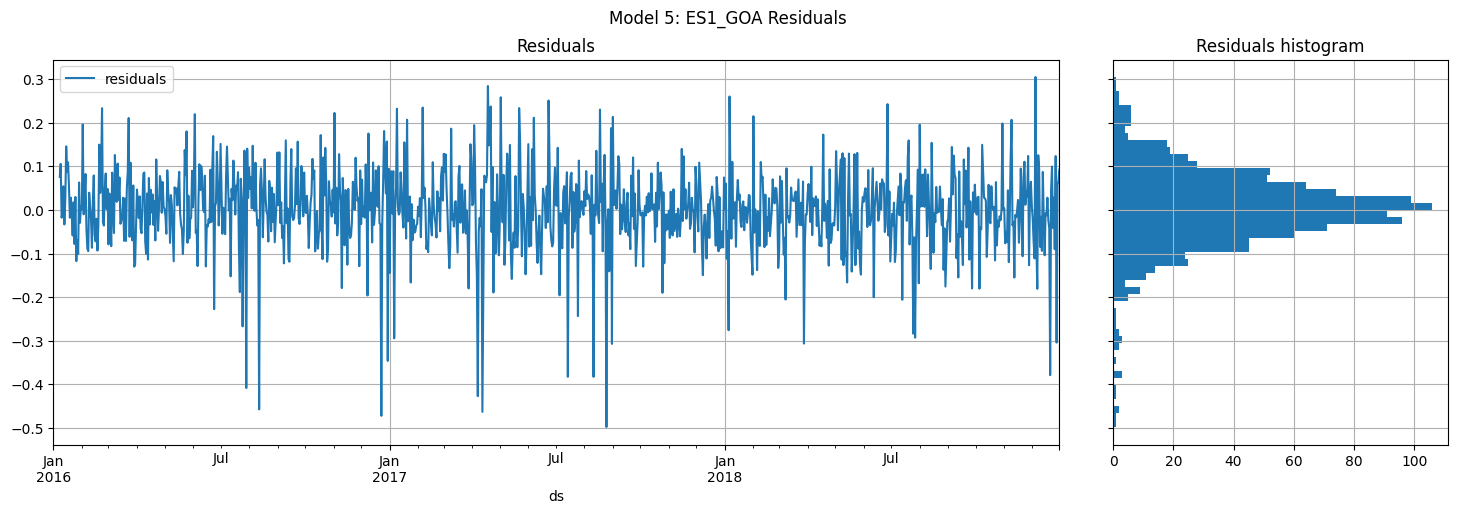 Model 5: ES1_GOA Residuals
Residuals
residuals
0.3
0.2
0.1
0.0
−0.1
−0.2
−0.3
−0.4
−0.5
Jan Jul Jan Jul Jan Jul
2016 2017 2018
ds
Residuals histogram
0 20 40 60 80 100